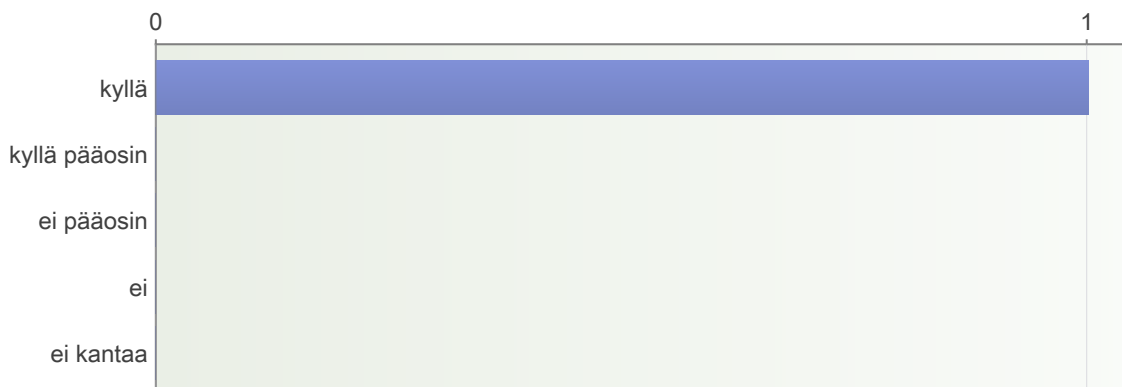 0 1
kyllä
kyllä pääosin
ei pääosin
ei
ei kantaa